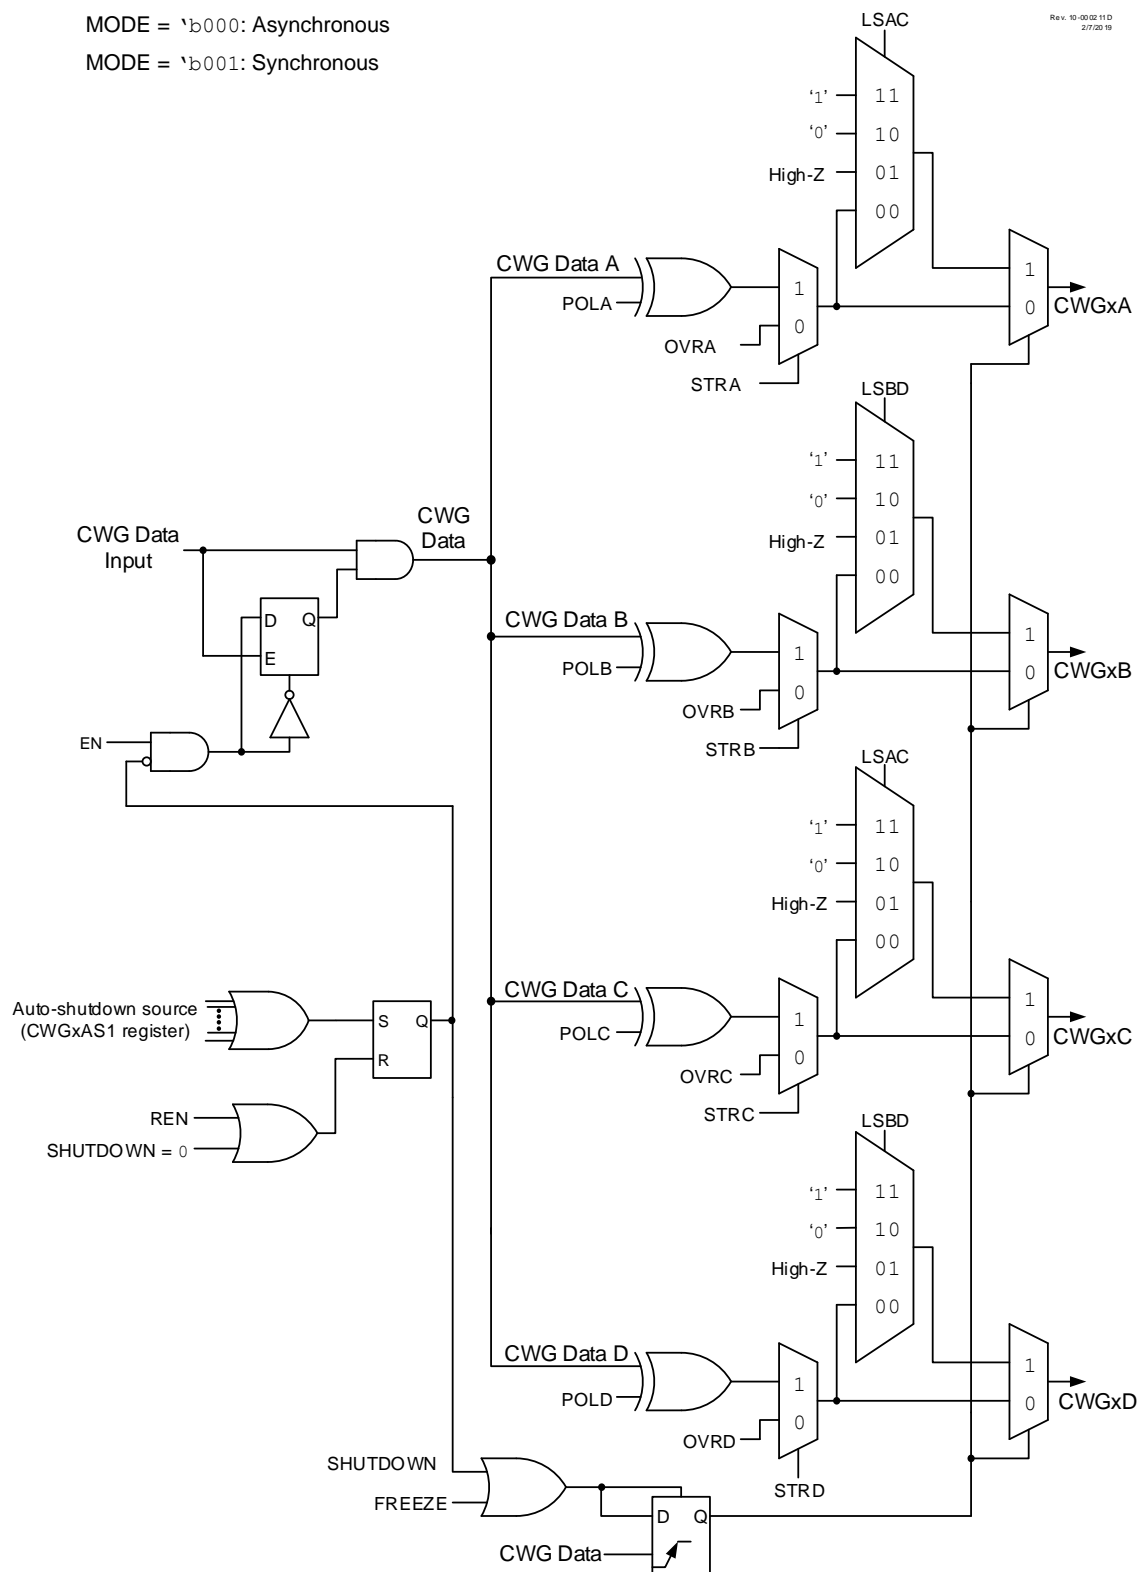 MODE = 'b000: Asynchronous
MODE = 'b001: Synchronous
Rev. 10-000211D
2/7/2019
LSAC
'1'
11
'0'
10
High-Z
01
00
CWG Data A
POLA
1
0
OVRA
STRA
1
0
CWGxA
LSBD
'1'
11
'0'
10
High-Z
01
00
CWG Data Input
CWG Data
D
Q
E
EN
CWG Data B
POLB
1
0
OVRB
STRB
1
0
CWGxB
LSAC
'1'
11
'0'
10
High-Z
01
00
CWG Data C
POLC
1
0
OVRC
STRC
1
0
CWGxC
Auto-shutdown source
(CWGxAS1 register)
S
Q
R
REN
SHUTDOWN = 0
LSBD
'1'
11
'0'
10
High-Z
01
00
CWG Data D
POLD
1
0
OVRD
STRD
1
0
CWGxD
SHUTDOWN
FREEZE
D
Q
CWG Data